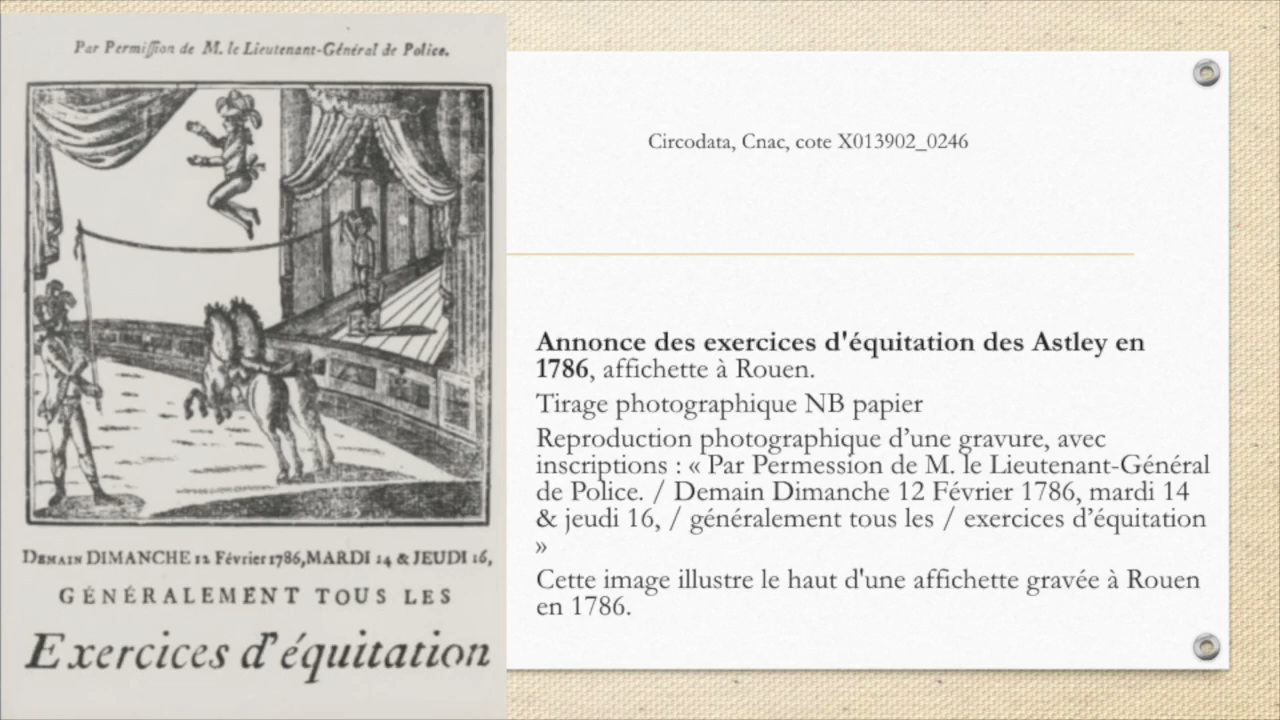 Par Permiſſion de M. le Lieutenant-Général de Police.
Demain DIMANCHE 12 Février 1786, MARDI 14 & JEUDI 16,
GÉNÉRALEMENT TOUS LES
Exercices d'équitation
Circodata, Cnac, cote X013902_0246
Annonce des exercices d'équitation des Astley en
1786, affichette à Rouen.
Tirage photographique NB papier
Reproduction photographique d’une gravure, avec
inscriptions : « Par Permession de M. le Lieutenant-Général
de Police. / Demain Dimanche 12 Février 1786, mardi 14
& jeudi 16, / généralement tous les / exercices d’équitation
»
Cette image illustre le haut d'une affichette gravée à Rouen
en 1786.